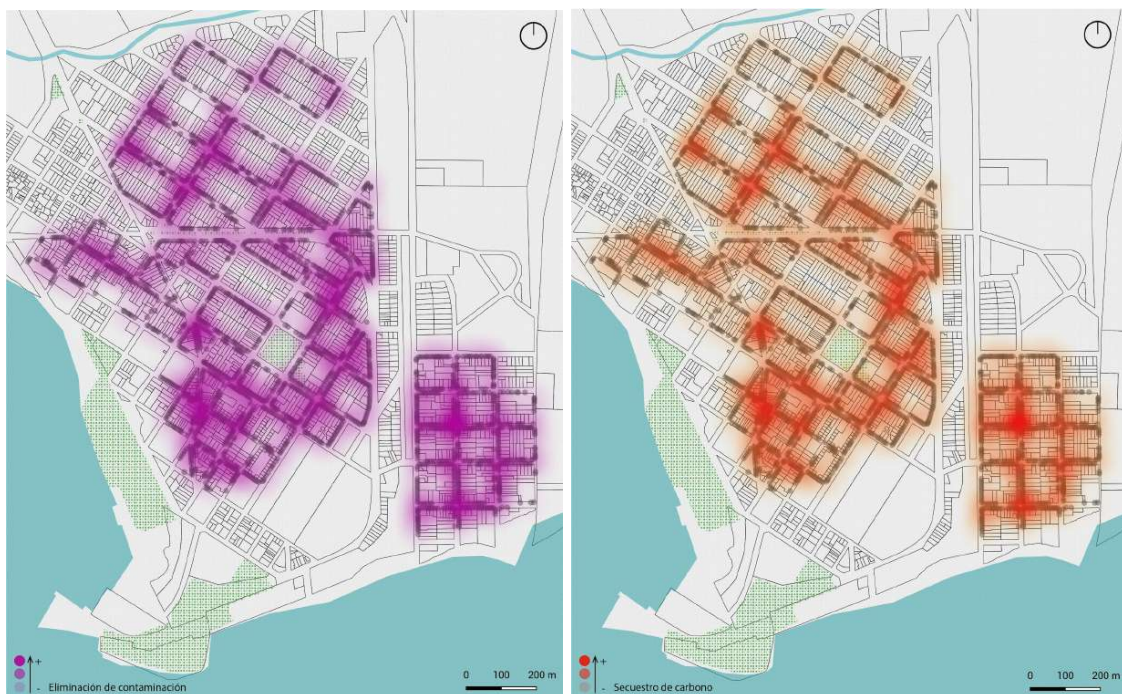 +
- Eliminación de contaminación
0 100 200 m
+
- Secuestro de carbono
0 100 200 m